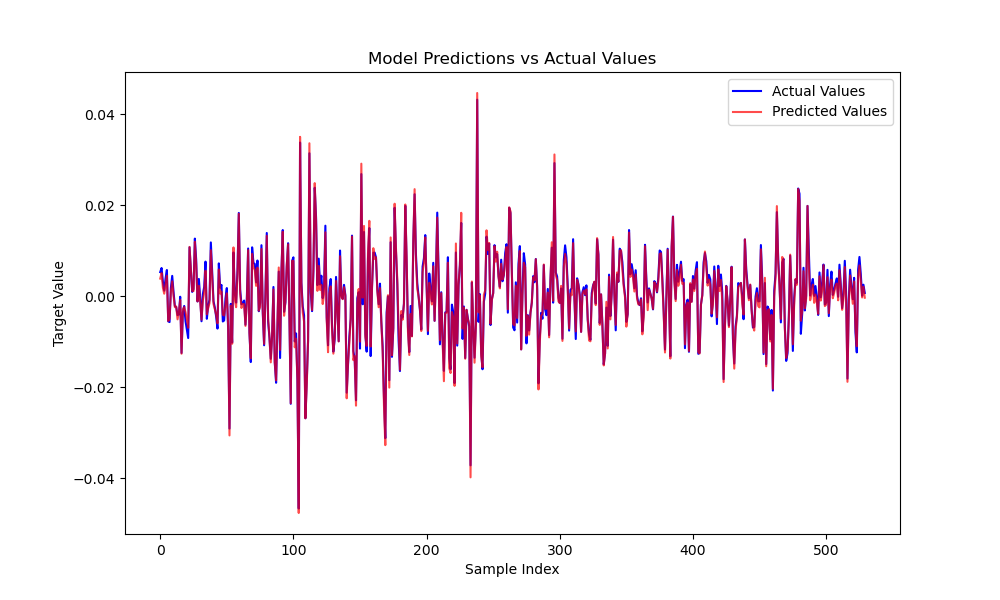 Model Predictions vs Actual Values
Actual Values
Predicted Values
0.04
0.02
0.00
−0.02
−0.04
Target Value
0
100
200
300
400
500
Sample Index